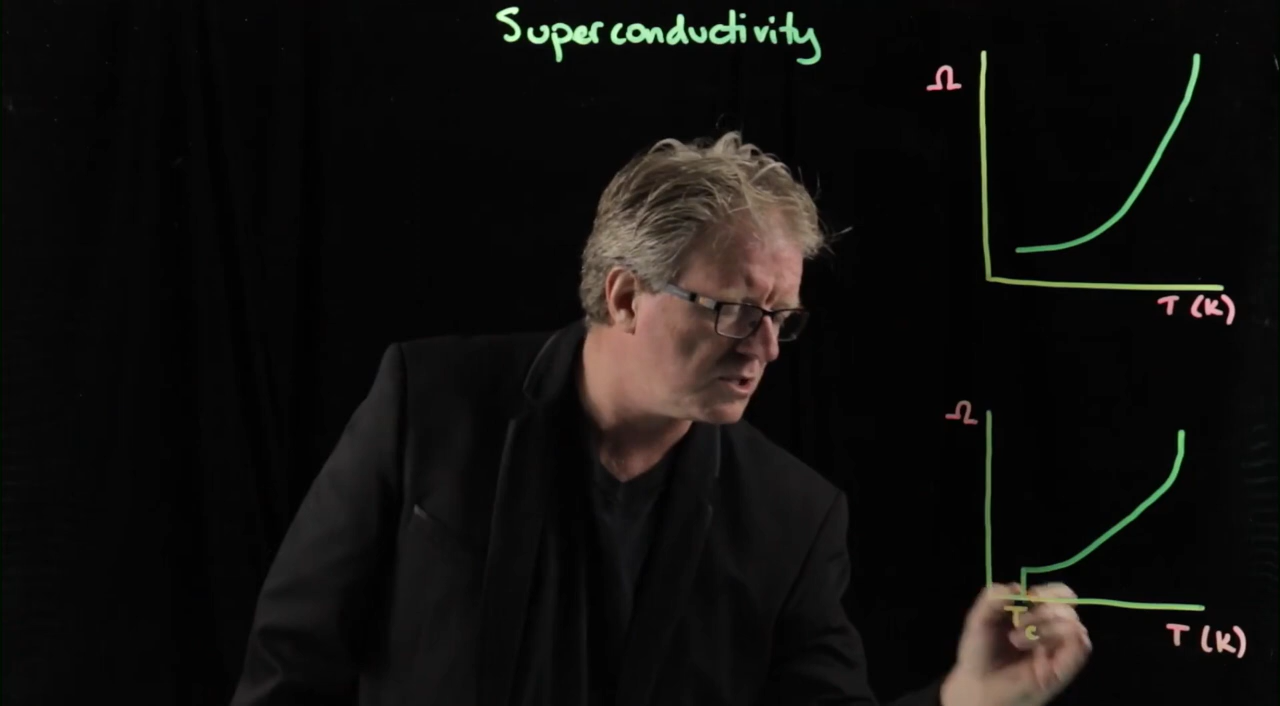 Superconductivity
Ω
T (K)
Ω
Tc
T (K)